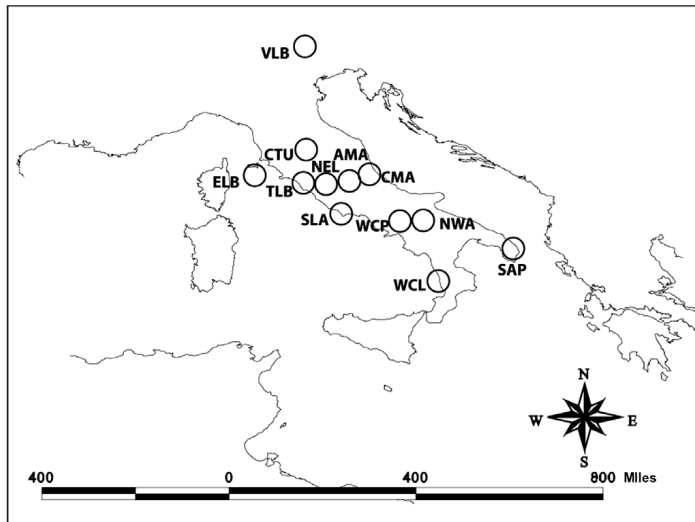 VLB
CTU
AMA
NEL
ELB
TLB
CMA
SLA
WCP
NWA
SAP
WCL
N
W E
S
400 0 400 800 MIles